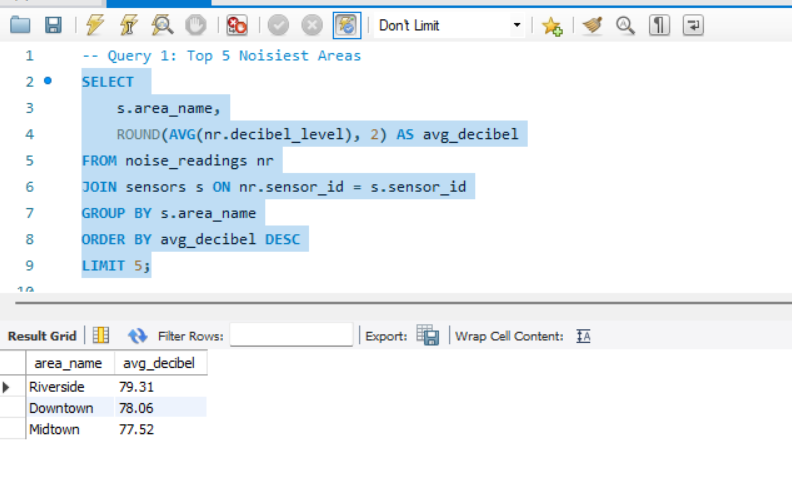 Don't Limit
1 -- Query 1: Top 5 Noisiest Areas
2 SELECT
3 s.area_name,
4 ROUND(AVG(nr.decibel_level), 2) AS avg_decibel
5 FROM noise_readings nr
6 JOIN sensors s ON nr.sensor_id = s.sensor_id
7 GROUP BY s.area_name
8 ORDER BY avg_decibel DESC
9 LIMIT 5;
10
Result Grid Filter Rows: Export: Wrap Cell Content:
area_name avg_decibel
Riverside 79.31
Downtown 78.06
Midtown 77.52